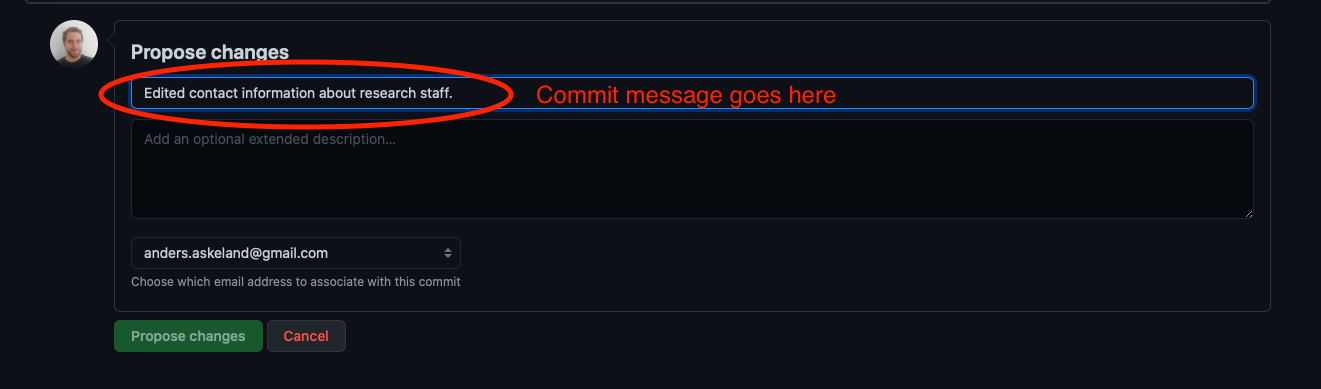 Propose changes
Edited contact information about research staff.
Commit message goes here
Add an optional extended description...
anders.askeland@gmail.com
Choose which email address to associate with this commit
Propose changes
Cancel